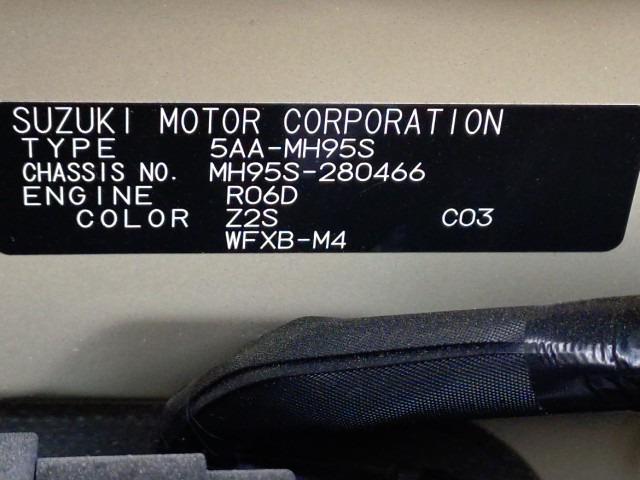 SUZUKI MOTOR CORPORATION
TYPE 5AA-MH95S
CHASSIS NO. MH95S-280466
ENGINE R06D
COLOR Z2S C03
WFXB-M4